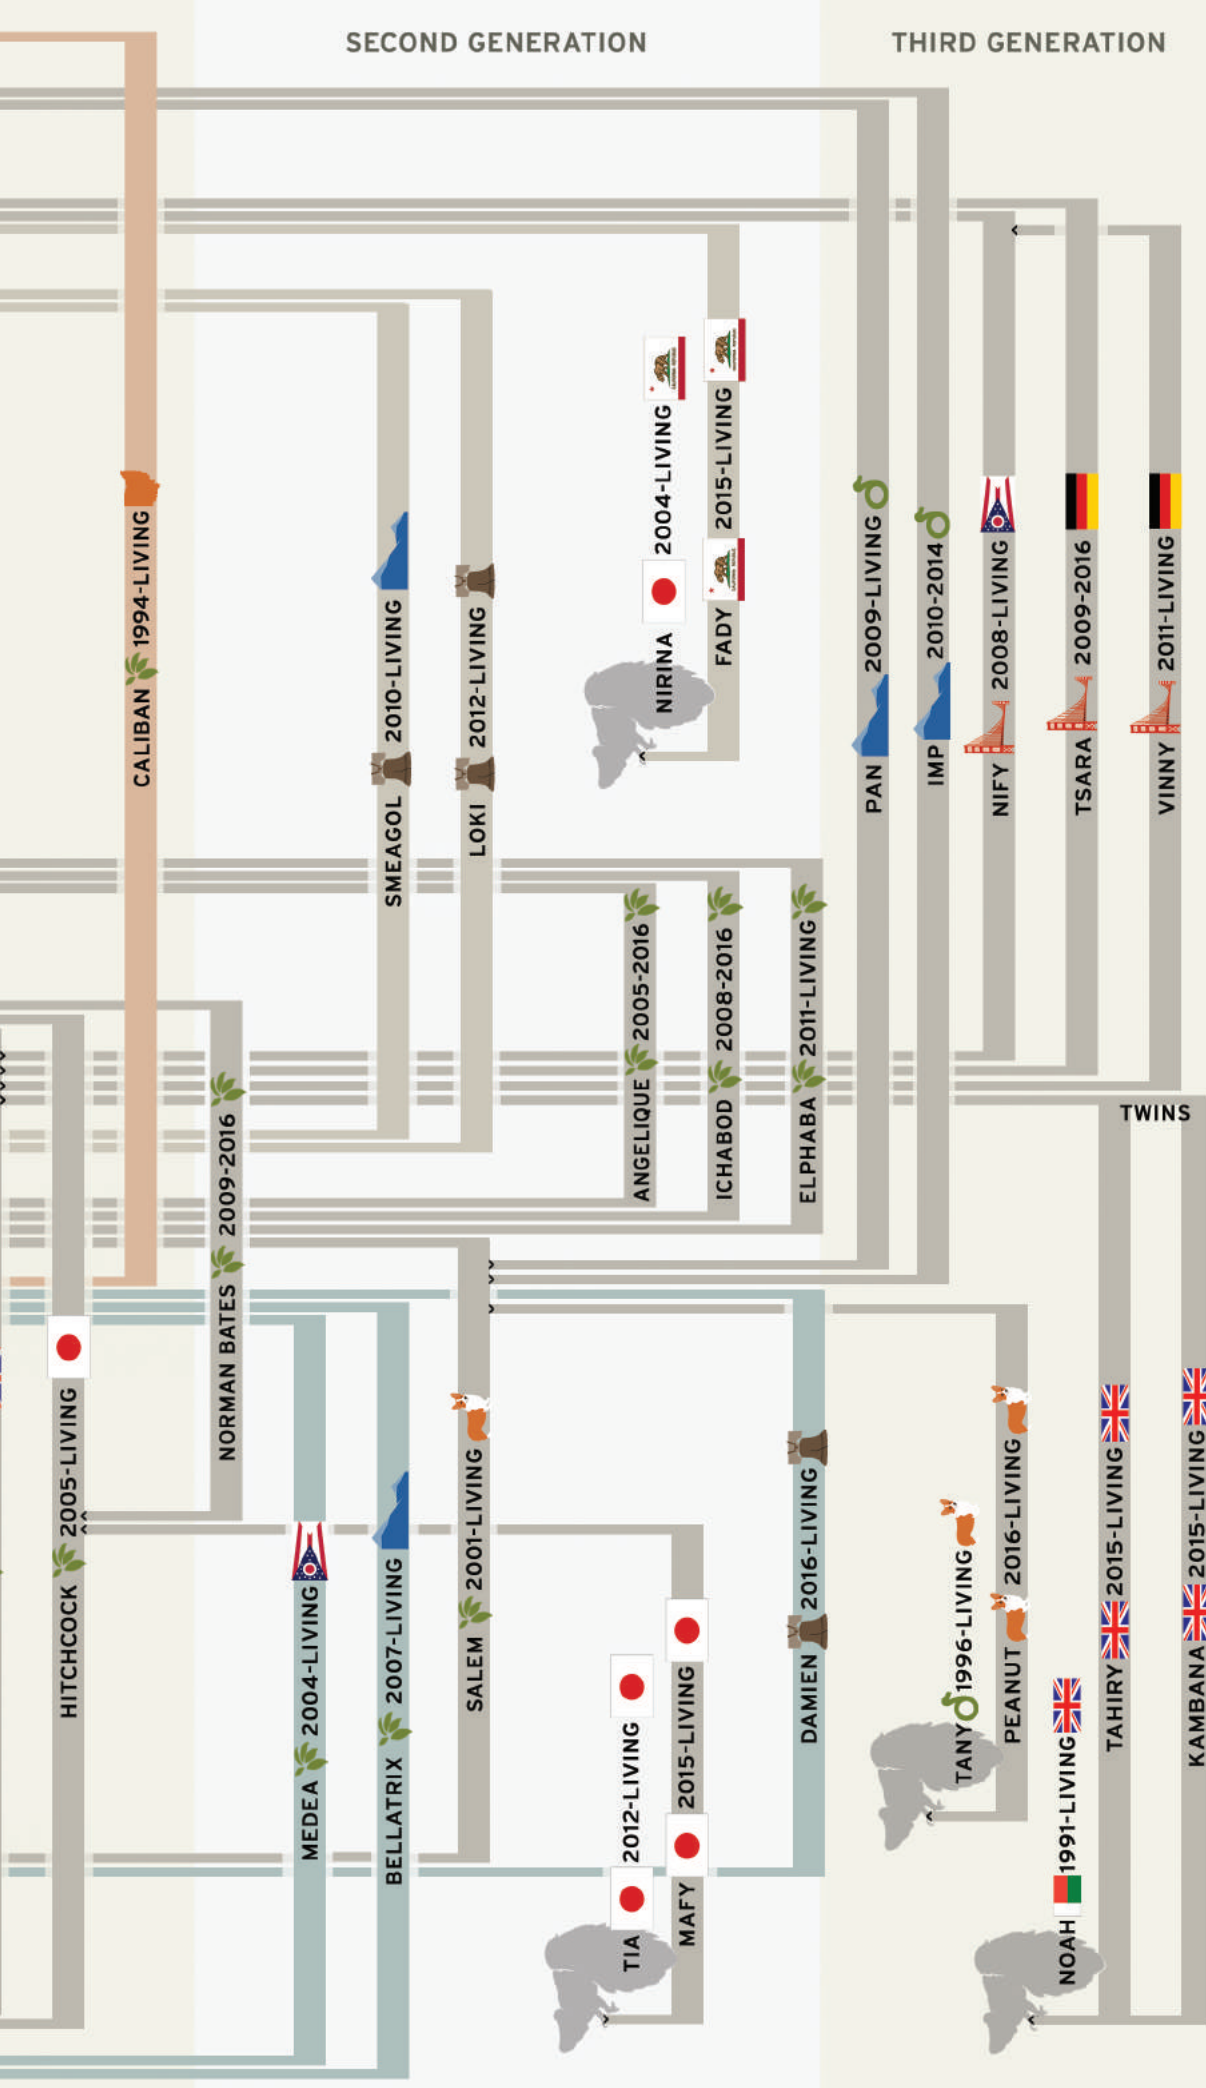 SECOND GENERATION
THIRD GENERATION
CALIBAN 1994-LIVING
SMEAGOL 2010-LIVING
LOKI 2012-LIVING
NIRINA 2004-LIVING
FADY 2015-LIVING
PAN 2009-LIVING
IMP 2010-2014
NIFY 2008-LIVING
TSARA 2009-2016
VINNY 2011-LIVING
ANGELIQUE 2005-2016
ICHABOD 2008-2016
ELPHABA 2011-LIVING
TWINS
HITCHCOCK 2005-LIVING
NORMAN BATES 2009-2016
MEDEA 2004-LIVING
BELLATRIX 2007-LIVING
SALEM 2001-LIVING
TIA 2012-LIVING
MAFY 2015-LIVING
DAMIEN 2016-LIVING
TANY 1996-LIVING
PEANUT 2016-LIVING
NOAH 1991-LIVING
TAHIRY 2015-LIVING
KAMBANA 2015-LIVING